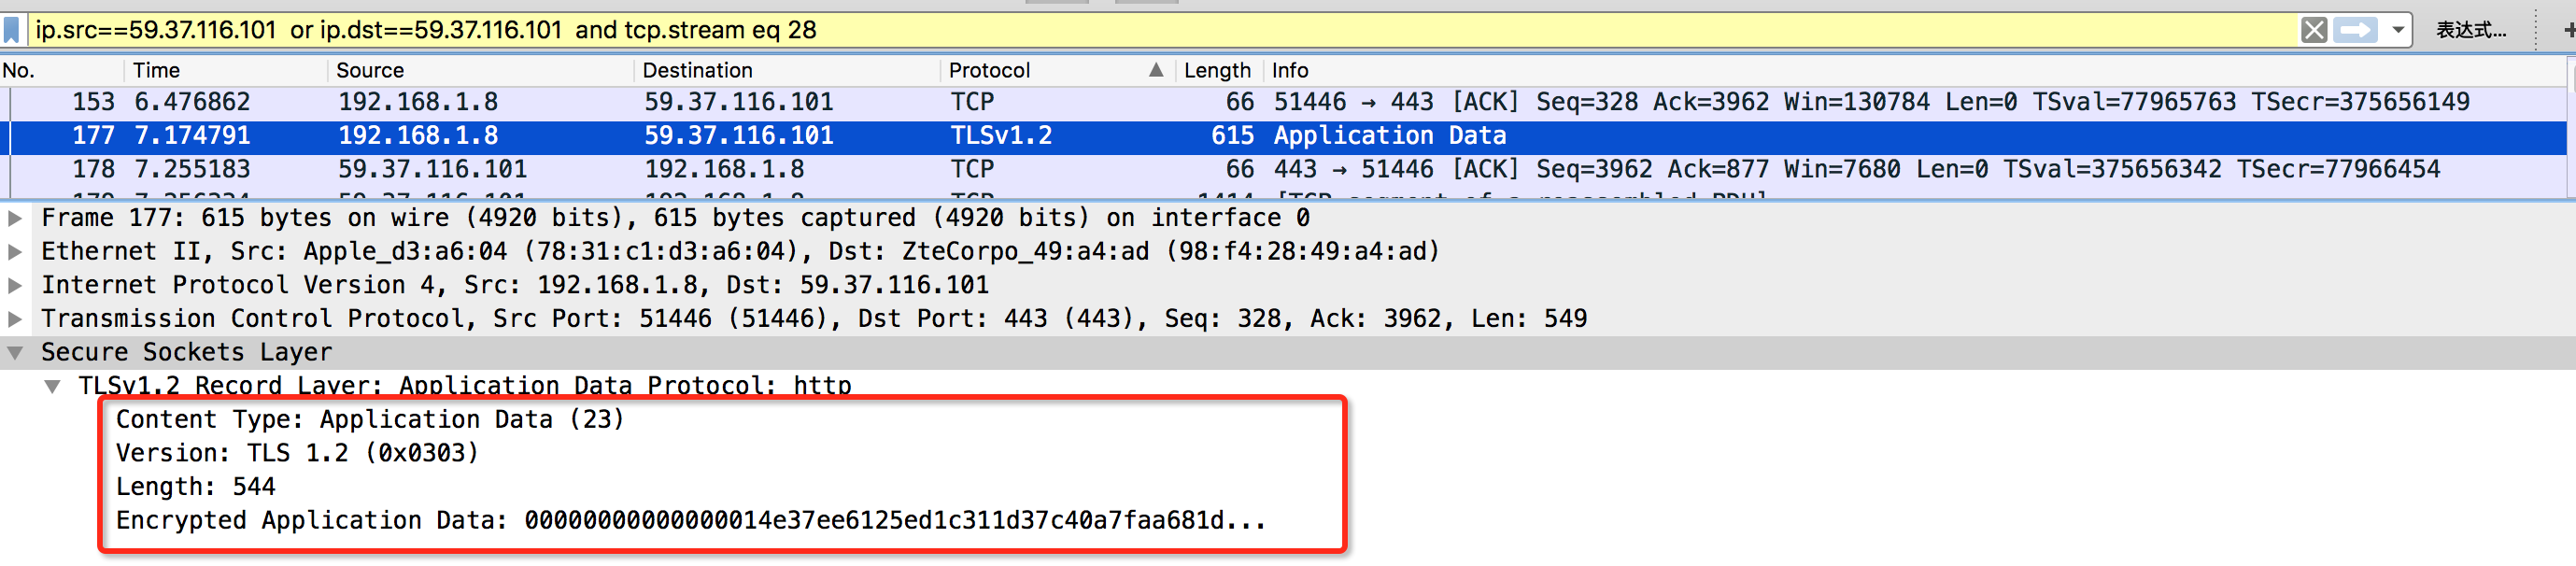 ip.src==59.37.116.101 or ip.dst==59.37.116.101 and tcp.stream eq 28 表达式...
No. Time Source Destination Protocol Length Info
153 6.476862 192.168.1.8 59.37.116.101 TCP 66 51446 → 443 [ACK] Seq=328 Ack=3962 Win=130784 Len=0 TSval=77965763 TSecr=375656149
177 7.174791 192.168.1.8 59.37.116.101 TLSv1.2 615 Application Data
178 7.255183 59.37.116.101 192.168.1.8 TCP 66 443 → 51446 [ACK] Seq=3962 Ack=877 Win=7680 Len=0 TSval=375656342 TSecr=77966454
Frame 177: 615 bytes on wire (4920 bits), 615 bytes captured (4920 bits) on interface 0
Ethernet II, Src: Apple_d3:a6:04 (78:31:c1:d3:a6:04), Dst: ZteCorpo_49:a4:ad (98:f4:28:49:a4:ad)
Internet Protocol Version 4, Src: 192.168.1.8, Dst: 59.37.116.101
Transmission Control Protocol, Src Port: 51446 (51446), Dst Port: 443 (443), Seq: 328, Ack: 3962, Len: 549
Secure Sockets Layer
TLSv1.2 Record Layer: Application Data Protocol: http
Content Type: Application Data (23)
Version: TLS 1.2 (0x0303)
Length: 544
Encrypted Application Data: 00000000000000014e37ee6125ed1c311d37c40a7faa681d...